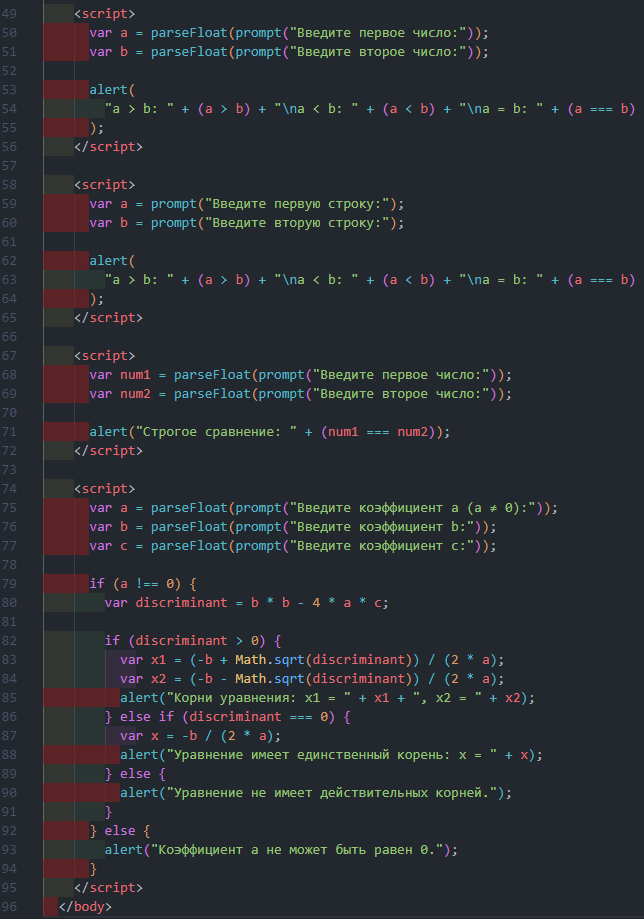 49 <script>
50 var a = parseFloat(prompt("Введите первое число:"));
51 var b = parseFloat(prompt("Введите второе число:"));
52
53 alert(
54 "a > b: " + (a > b) + "\na < b: " + (a < b) + "\na = b: " + (a === b)
55 );
56 </script>
57
58 <script>
59 var a = prompt("Введите первую строку:");
60 var b = prompt("Введите вторую строку:");
61
62 alert(
63 "a > b: " + (a > b) + "\na < b: " + (a < b) + "\na = b: " + (a === b)
64 );
65 </script>
66
67 <script>
68 var num1 = parseFloat(prompt("Введите первое число:"));
69 var num2 = parseFloat(prompt("Введите второе число:"));
70
71 alert("Строгое сравнение: " + (num1 === num2));
72 </script>
73
74 <script>
75 var a = parseFloat(prompt("Введите коэффициент a (a ≠ 0):"));
76 var b = parseFloat(prompt("Введите коэффициент b:"));
77 var c = parseFloat(prompt("Введите коэффициент c:"));
78
79 if (a !== 0) {
80 var discriminant = b * b - 4 * a * c;
81
82 if (discriminant > 0) {
83 var x1 = (-b + Math.sqrt(discriminant)) / (2 * a);
84 var x2 = (-b - Math.sqrt(discriminant)) / (2 * a);
85 alert("Корни уравнения: x1 = " + x1 + ", x2 = " + x2);
86 } else if (discriminant === 0) {
87 var x = -b / (2 * a);
88 alert("Уравнение имеет единственный корень: x = " + x);
89 } else {
90 alert("Уравнение не имеет действительных корней.");
91 }
92 } else {
93 alert("Коэффициент a не может быть равен 0.");
94 }
95 </script>
96 </body>